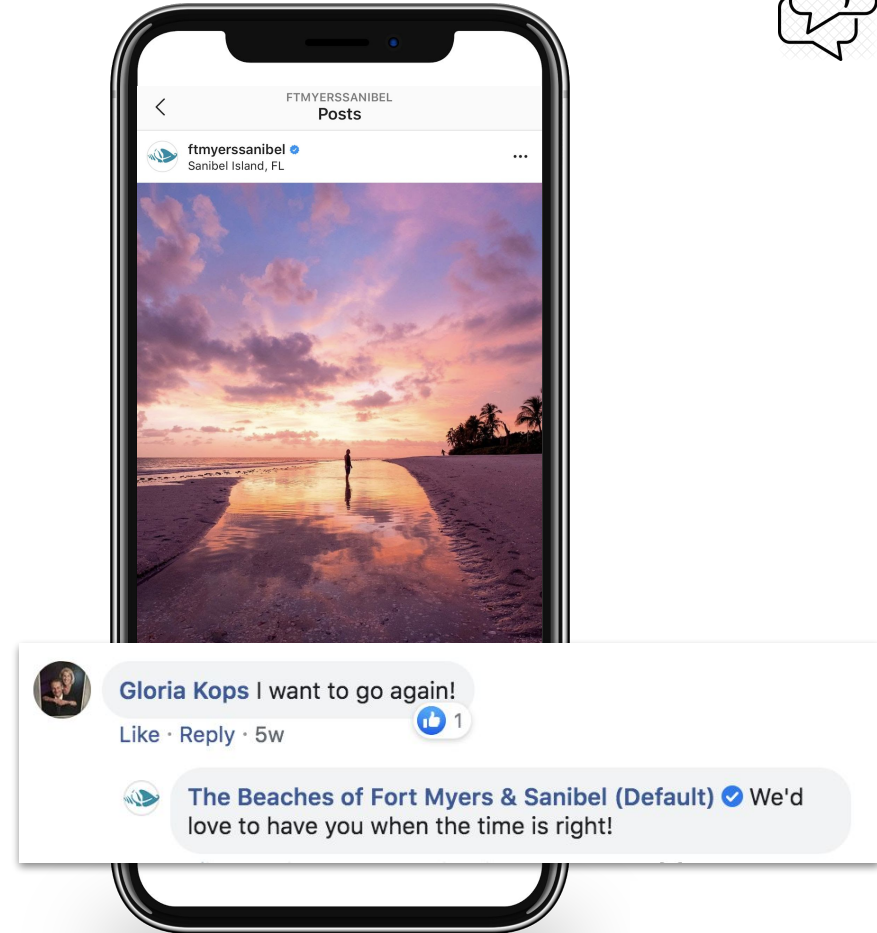 FTMYERSSANIBEL
Posts
ftmyerssanibel
Sanibel Island, FL
Gloria Kops I want to go again!
Like · Reply · 5w
1
The Beaches of Fort Myers & Sanibel (Default) We'd
love to have you when the time is right!